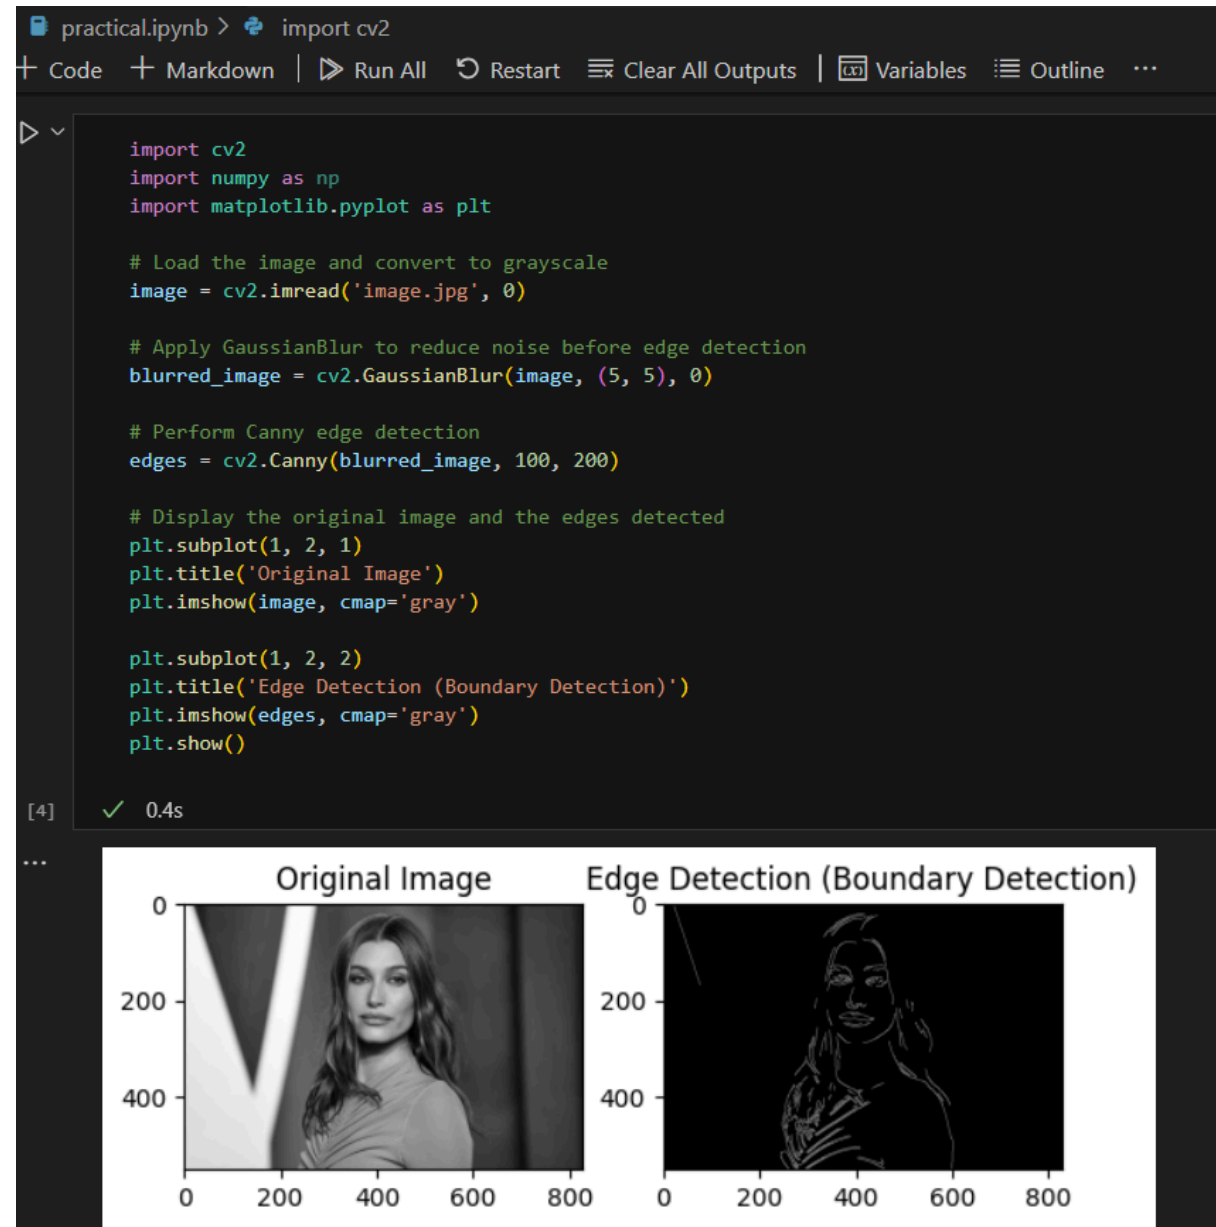 practical.ipynb > import cv2
+ Code + Markdown | Run All Restart Clear All Outputs | (x) Variables Outline ...
import cv2
import numpy as np
import matplotlib.pyplot as plt
# Load the image and convert to grayscale
image = cv2.imread('image.jpg', 0)
# Apply GaussianBlur to reduce noise before edge detection
blurred_image = cv2.GaussianBlur(image, (5, 5), 0)
# Perform Canny edge detection
edges = cv2.Canny(blurred_image, 100, 200)
# Display the original image and the edges detected
plt.subplot(1, 2, 1)
plt.title('Original Image')
plt.imshow(image, cmap='gray')
plt.subplot(1, 2, 2)
plt.title('Edge Detection (Boundary Detection)')
plt.imshow(edges, cmap='gray')
plt.show()
[4] ✓ 0.4s
...
Original Image
0
200
400
0 200 400 600 800
Edge Detection (Boundary Detection)
0
200
400
0 200 400 600 800